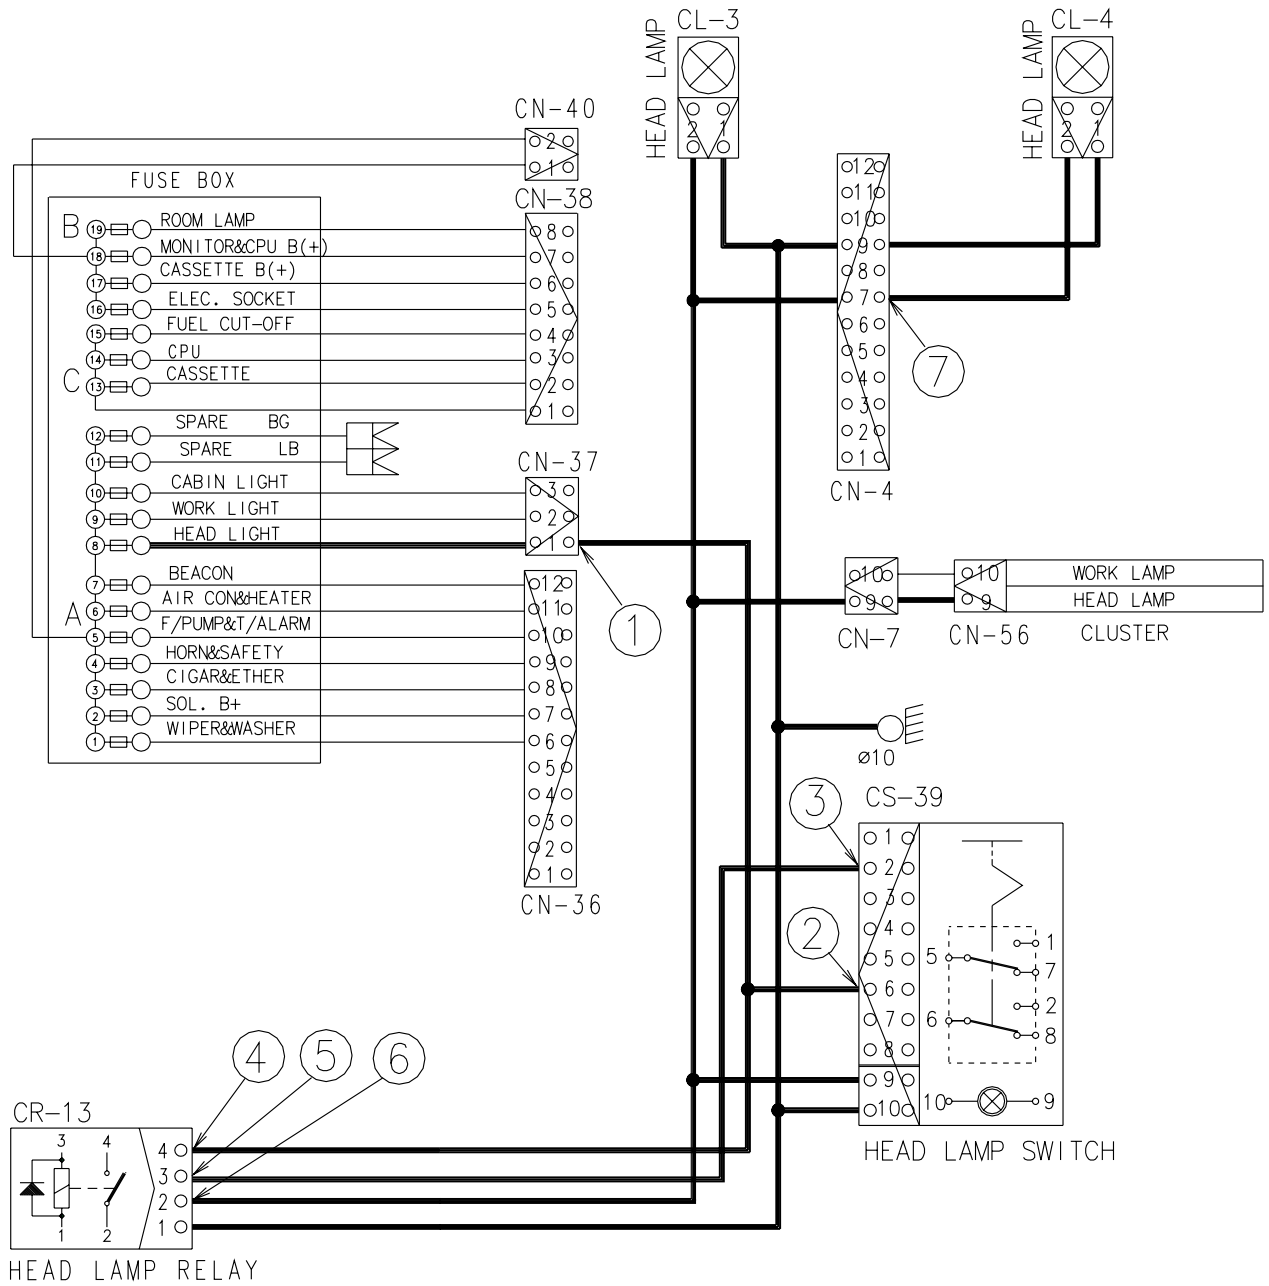 CL-3
HEAD LAMP
2 1
CL-4
HEAD LAMP
2 1
CN-40
2
1
FUSE BOX
CN-38
B
19 ROOM LAMP 8
18 MONITOR&CPU B(+) 7
17 CASSETTE B(+) 6
16 ELEC. SOCKET 5
15 FUEL CUT-OFF 4
14 CPU 3
C
13 CASSETTE 2
1
12 SPARE BG
11 SPARE LB
CN-37
10 CABIN LIGHT 3
9 WORK LIGHT 2
8 HEAD LIGHT 1
7 BEACON 12
6 AIR CON&HEATER 11
A
5 F/PUMP&T/ALARM 10
4 HORN&SAFETY 9
3 CIGAR&ETHER 8
2 SOL. B+ 7
1 WIPER&WASHER 6
5
4
3
2
1
CN-36
1
12
11
10
9
8
7
6
5
4
3
2
1
CN-4
7
10 10 WORK LAMP
9 9 HEAD LAMP
CN-7 CN-56 CLUSTER
ø10
3
CS-39
1
2
3
4
5
6
7
8
9
10
2
1
5 7
2
6 8
10 9
HEAD LAMP SWITCH
4 5 6
CR-13
3 4
1 2
4
3
2
1
HEAD LAMP RELAY